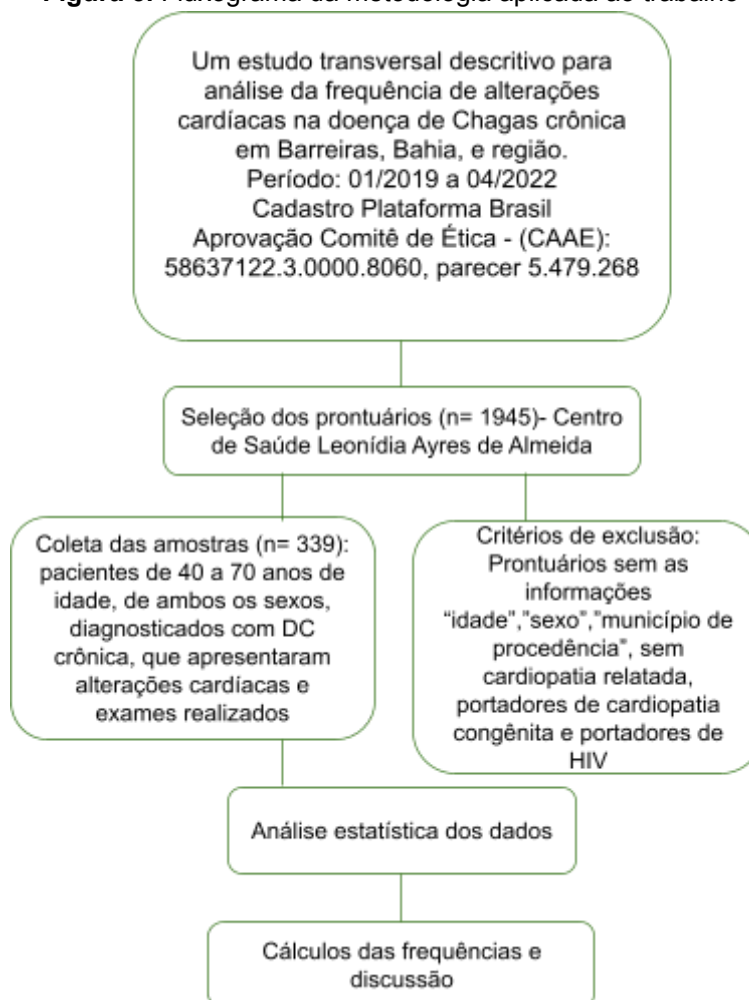 Um estudo transversal descritivo para
análise da frequência de alterações
cardíacas na doença de Chagas crônica
em Barreiras, Bahia, e região.
Período: 01/2019 a 04/2022
Cadastro Plataforma Brasil
Aprovação Comitê de Ética - (CAAE):
58637122.3.0000.8060, parecer 5.479.268
Seleção dos prontuários (n= 1945)- Centro
de Saúde Leonídia Ayres de Almeida
Coleta das amostras (n= 339):
pacientes de 40 a 70 anos de
idade, de ambos os sexos,
diagnosticados com DC
crônica, que apresentaram
alterações cardíacas e
exames realizados
Critérios de exclusão:
Prontuários sem as
informações
“idade”,”sexo”,”município de
procedência”, sem
cardiopatia relatada,
portadores de cardiopatia
congênita e portadores de
HIV
Análise estatística dos dados
Cálculos das frequências e
discussão